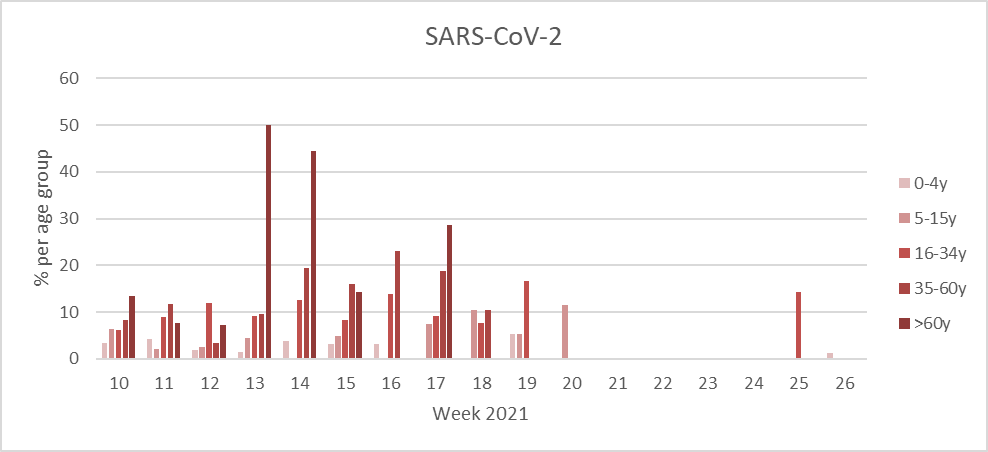 SARS-CoV-2
60
50
40
30
20
10
0
% per age group
10 11 12 13 14 15 16 17 18 19 20 21 22 23 24 25 26
Week 2021
0-4y
5-15y
16-34y
35-60y
>60y